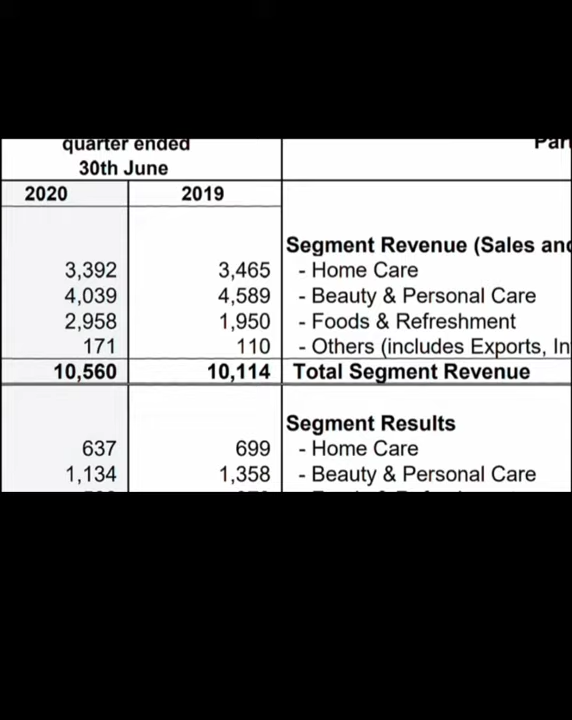 quarter ended
30th June
2020 2019
Segment Revenue (Sales and
3,392 3,465 - Home Care
4,039 4,589 - Beauty & Personal Care
2,958 1,950 - Foods & Refreshment
171 110 - Others (includes Exports, In
10,560 10,114 Total Segment Revenue
Segment Results
637 699 - Home Care
1,134 1,358 - Beauty & Personal Care